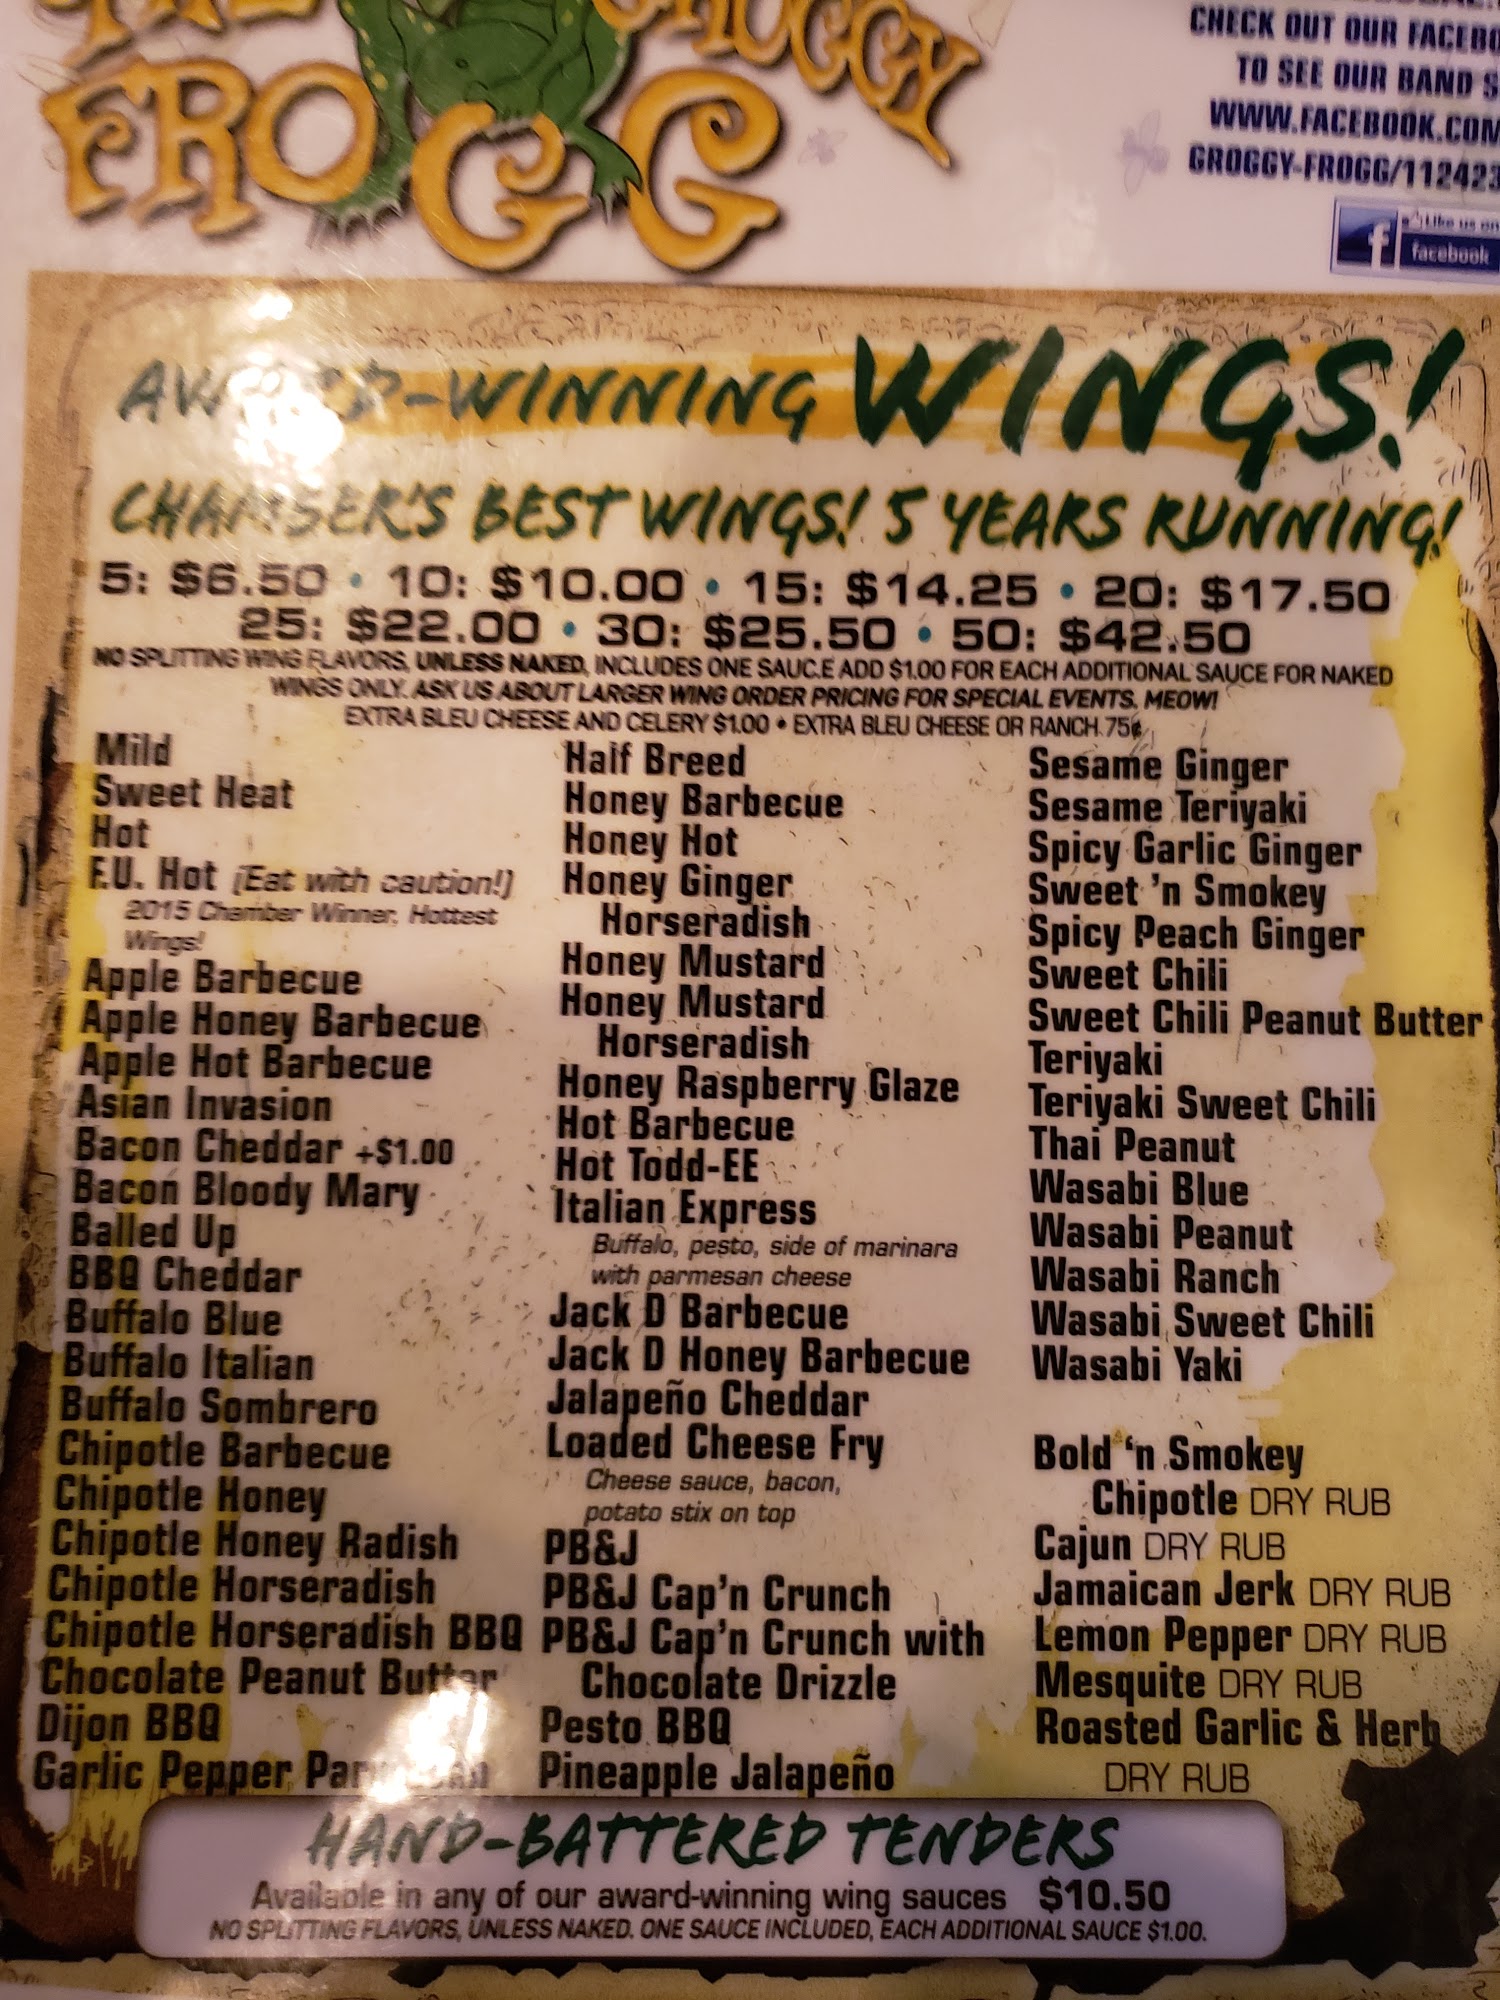 FROGG
GROGGY
CHECK OUT OUR
TO SEE OUR BAND
WWW.FACEBOOK.COM
GROGGY-FROGG/112423
Like us on
facebook
AWARD-WINNING WINGS!
CHAMBER'S BEST WINGS! 5 YEARS RUNNING!
5: $6.50 • 10: $10.00 • 15: $14.25 • 20: $17.50
25: $22.00 • 30: $25.50 • 50: $42.50
NO SPLITTING WING FLAVORS, UNLESS NAKED, INCLUDES ONE SAUC.E ADD $1.00 FOR EACH ADDITIONAL SAUCE FOR NAKED
WINGS ONLY. ASK US ABOUT LARGER WING ORDER PRICING FOR SPECIAL EVENTS. MEOW!
EXTRA BLEU CHEESE AND CELERY $1.00 • EXTRA BLEU CHEESE OR RANCH .75¢
Mild
Sweet Heat
Hot
F.U. Hot (Eat with caution!)
2015 Chamber Winner, Hottest
Wings!
Apple Barbecue
Apple Honey Barbecue
Apple Hot Barbecue
Asian Invasion
Bacon Cheddar +$1.00
Bacon Bloody Mary
Balled Up
BBQ Cheddar
Buffalo Blue
Buffalo Italian
Buffalo Sombrero
Chipotle Barbecue
Chipotle Honey
Chipotle Honey Radish
Chipotle Horseradish
Chipotle Horseradish BBQ
Chocolate Peanut Butter
Dijon BBQ
Garlic Pepper Parmesan
Half Breed
Honey Barbecue
Honey Hot
Honey Ginger
Horseradish
Honey Mustard
Honey Mustard
Horseradish
Honey Raspberry Glaze
Hot Barbecue
Hot Todd-EE
Italian Express
Buffalo, pesto, side of marinara
with parmesan cheese
Jack D Barbecue
Jack D Honey Barbecue
Jalapeño Cheddar
Loaded Cheese Fry
Cheese sauce, bacon,
potato stix on top
PB&J
PB&J Cap'n Crunch
PB&J Cap'n Crunch with
Chocolate Drizzle
Pesto BBQ
Pineapple Jalapeño
Sesame Ginger
Sesame Teriyaki
Spicy Garlic Ginger
Sweet 'n Smokey
Spicy Peach Ginger
Sweet Chili
Sweet Chili Peanut Butter
Teriyaki
Teriyaki Sweet Chili
Thai Peanut
Wasabi Blue
Wasabi Peanut
Wasabi Ranch
Wasabi Sweet Chili
Wasabi Yaki
Bold 'n Smokey
Chipotle DRY RUB
Cajun DRY RUB
Jamaican Jerk DRY RUB
Lemon Pepper DRY RUB
Mesquite DRY RUB
Roasted Garlic & Herb
DRY RUB
HAND-BATTERED TENDERS
Available in any of our award-winning wing sauces $10.50
NO SPLITTING FLAVORS, UNLESS NAKED. ONE SAUCE INCLUDED, EACH ADDITIONAL SAUCE $1.00.